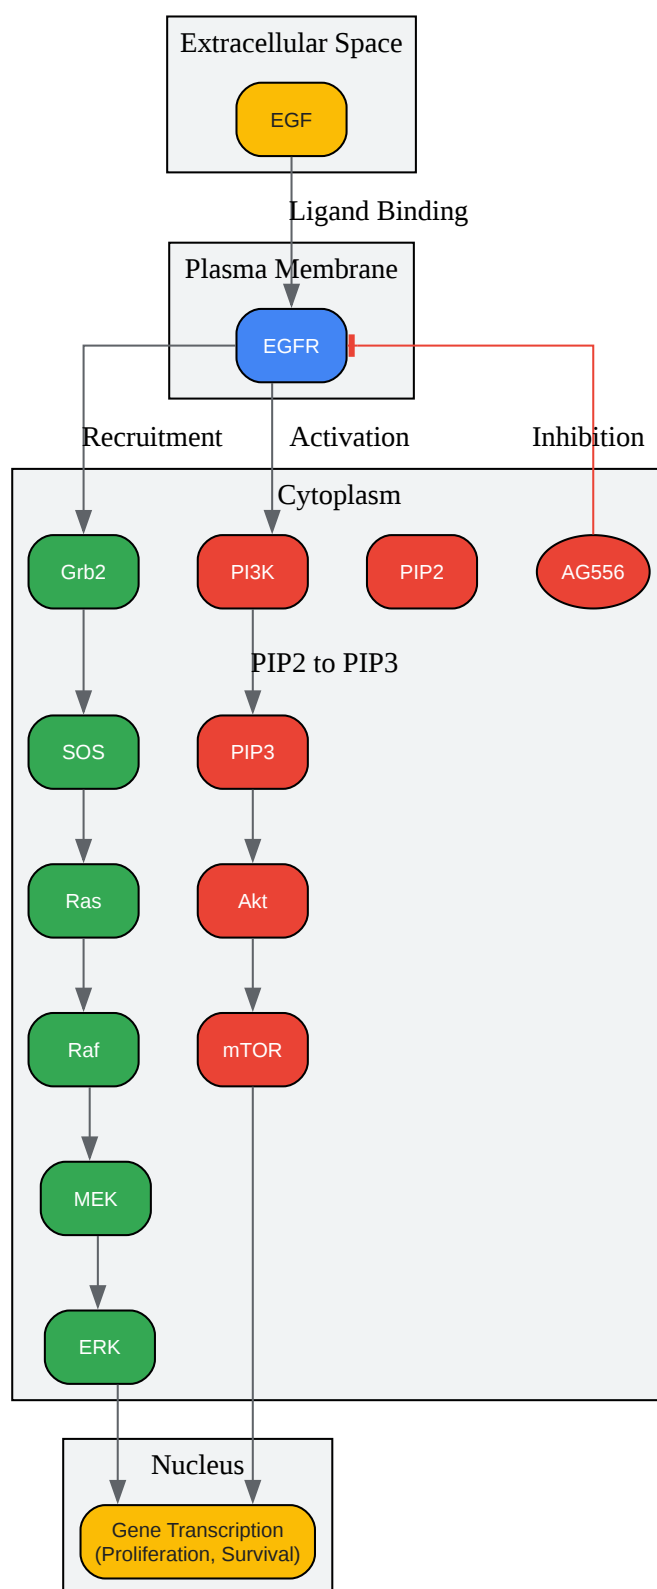 Extracellular Space
EGF
Ligand Binding
Plasma Membrane
EGFR
Recruitment
Activation
Inhibition
Cytoplasm
Grb2
PI3K
PIP2
AG556
PIP2 to PIP3
SOS
PIP3
Ras
Akt
Raf
mTOR
MEK
ERK
Nucleus
Gene Transcription
(Proliferation, Survival)